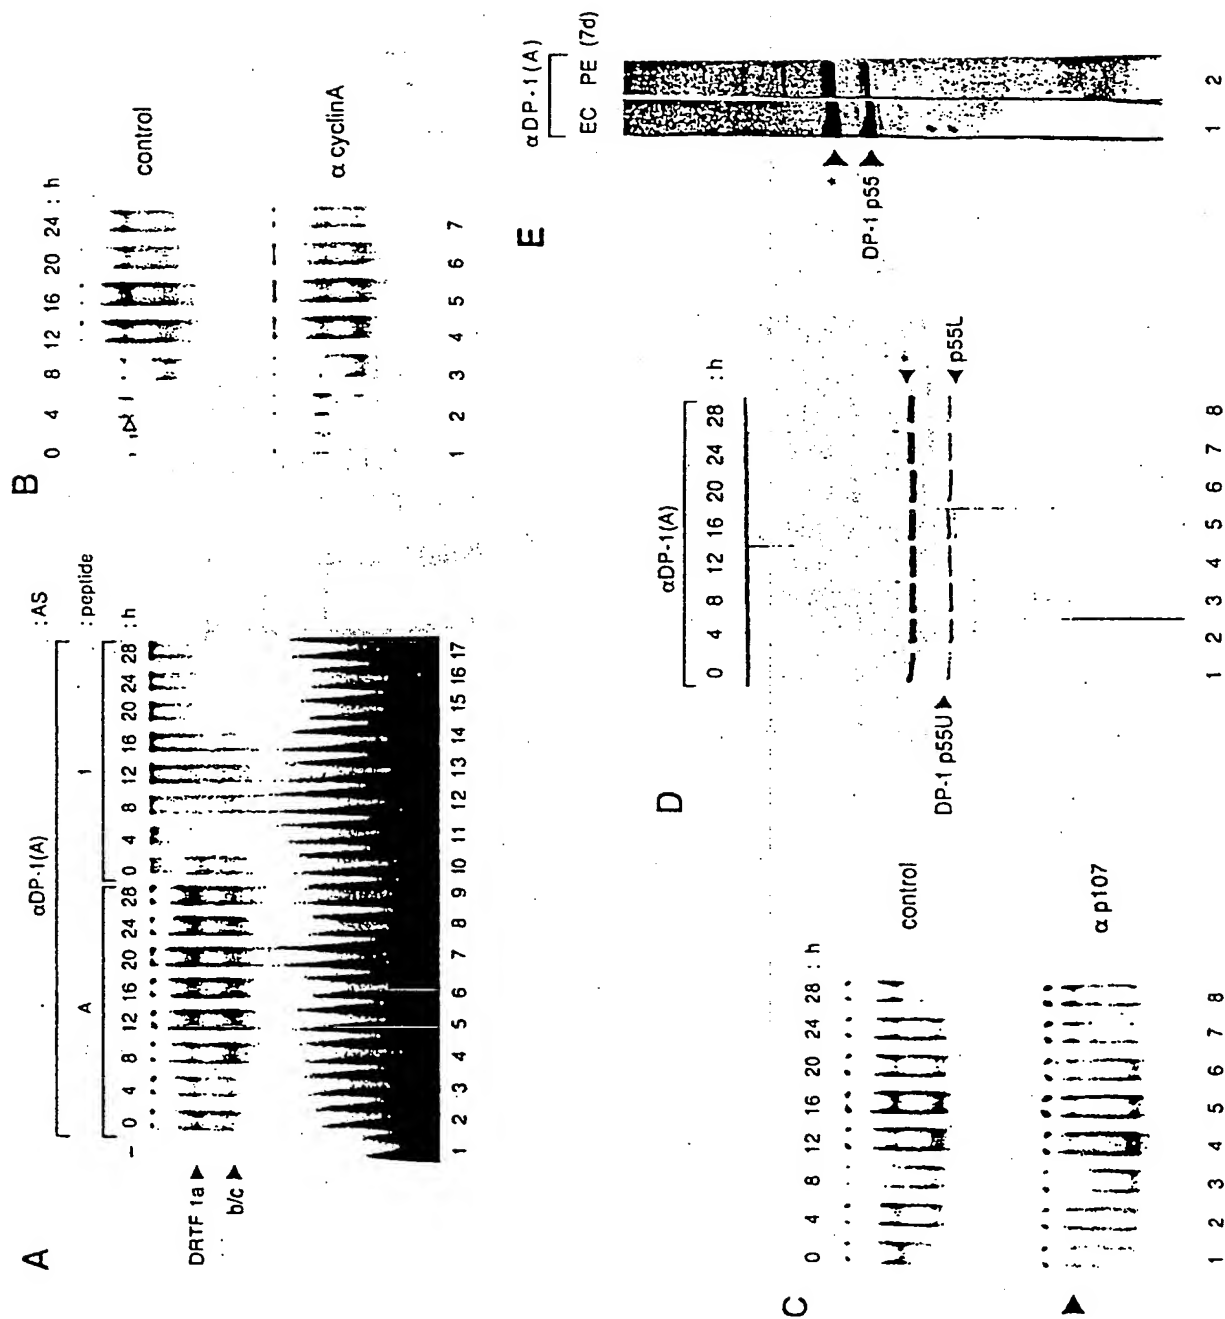 A
αDP-1(A)
:AS
A
1
:peptide
– 0 4 8 12 16 20 24 28 0 4 8 12 16 20 24 28 :h
DRTF 1a
b/c
1 2 3 4 5 6 7 8 9 10 11 12 13 14 15 16 17
B
0 4 8 12 16 20 24 :h
control
α cyclinA
1 2 3 4 5 6 7
C
0 4 8 12 16 20 24 28 :h
control
α p107
1 2 3 4 5 6 7 8
D
αDP-1(A)
0 4 8 12 16 20 24 28 :h
*
DP-1 p55U
p55L
1 2 3 4 5 6 7 8
E
αDP-1(A)
EC PE (7d)
*
DP-1 p55
1 2